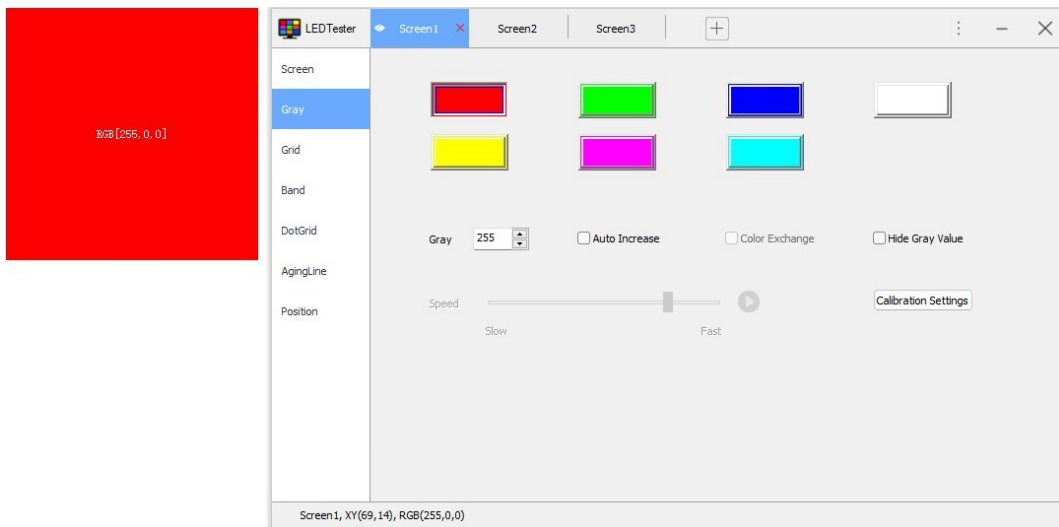 LEDTester
Screen1
Screen2
Screen3
Screen
Gray
Grid
Band
DotGrid
AgingLine
Position
RGB[255,0,0]
Gray
255
Auto Increase
Color Exchange
Hide Gray Value
Speed
Slow
Fast
Calibration Settings
Screen1, XY(69,14), RGB(255,0,0)